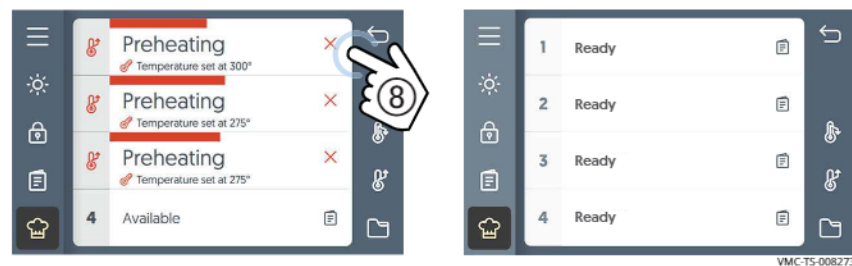 Preheating
Temperature set at 300°
Preheating
Temperature set at 275°
Preheating
Temperature set at 275°
4 Available
8
1 Ready
2 Ready
3 Ready
4 Ready
VMC-TS-008273